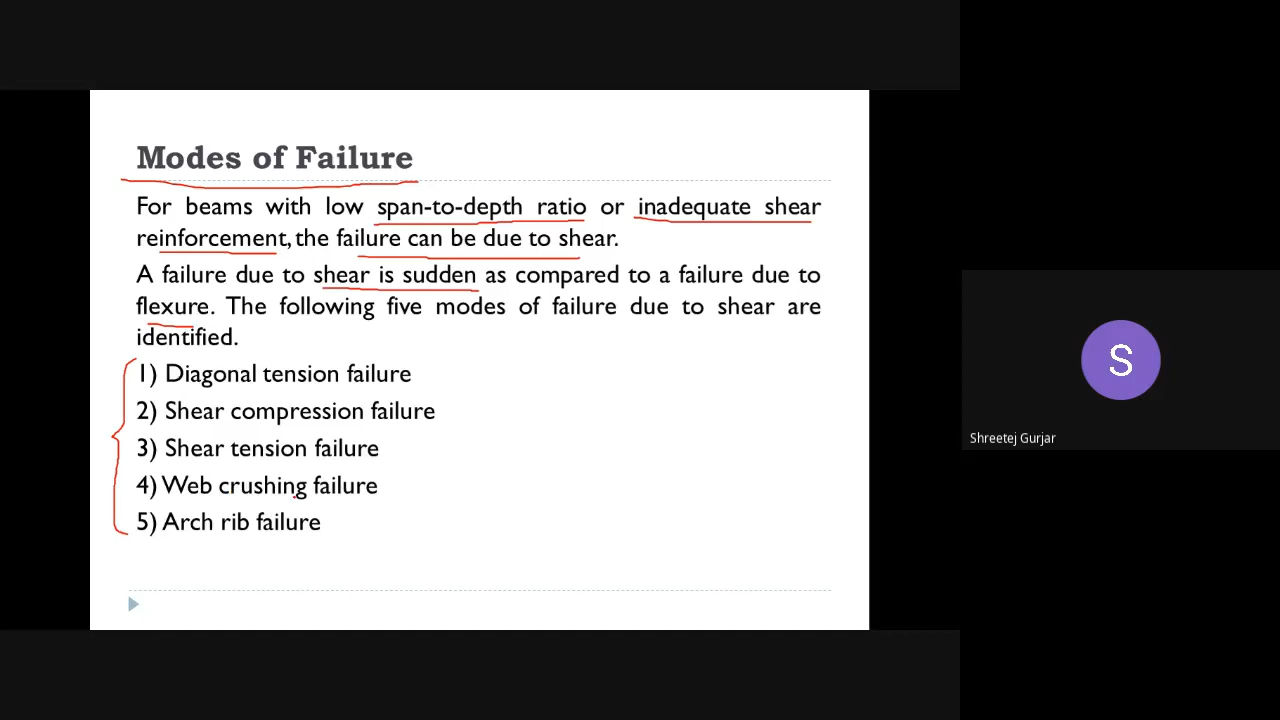 Modes of Failure
For beams with low span-to-depth ratio or inadequate shear
reinforcement, the failure can be due to shear.
A failure due to shear is sudden as compared to a failure due to
flexure. The following five modes of failure due to shear are
identified.
1) Diagonal tension failure
2) Shear compression failure
3) Shear tension failure
4) Web crushing failure
5) Arch rib failure
S
Shreetej Gurjar